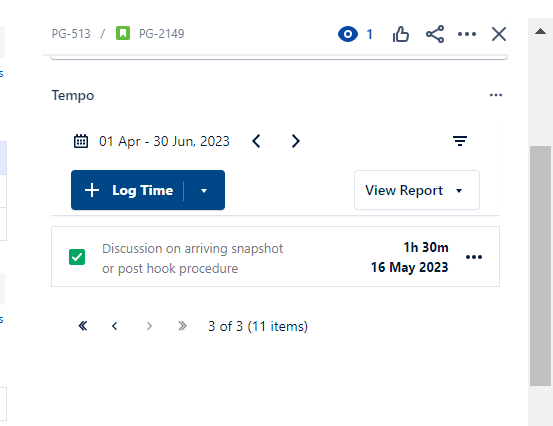 PG-513 / PG-2149 1
s
Tempo
01 Apr - 30 Jun, 2023
Log Time View Report
Discussion on arriving snapshot 1h 30m
or post hook procedure 16 May 2023
s
3 of 3 (11 items)